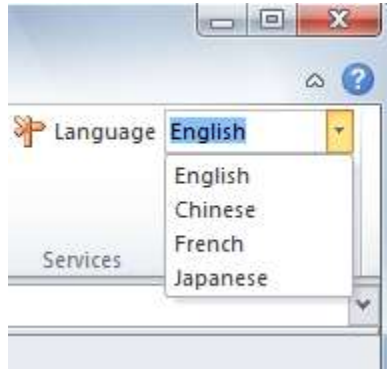 Language English
English
Chinese
French
Japanese
Services